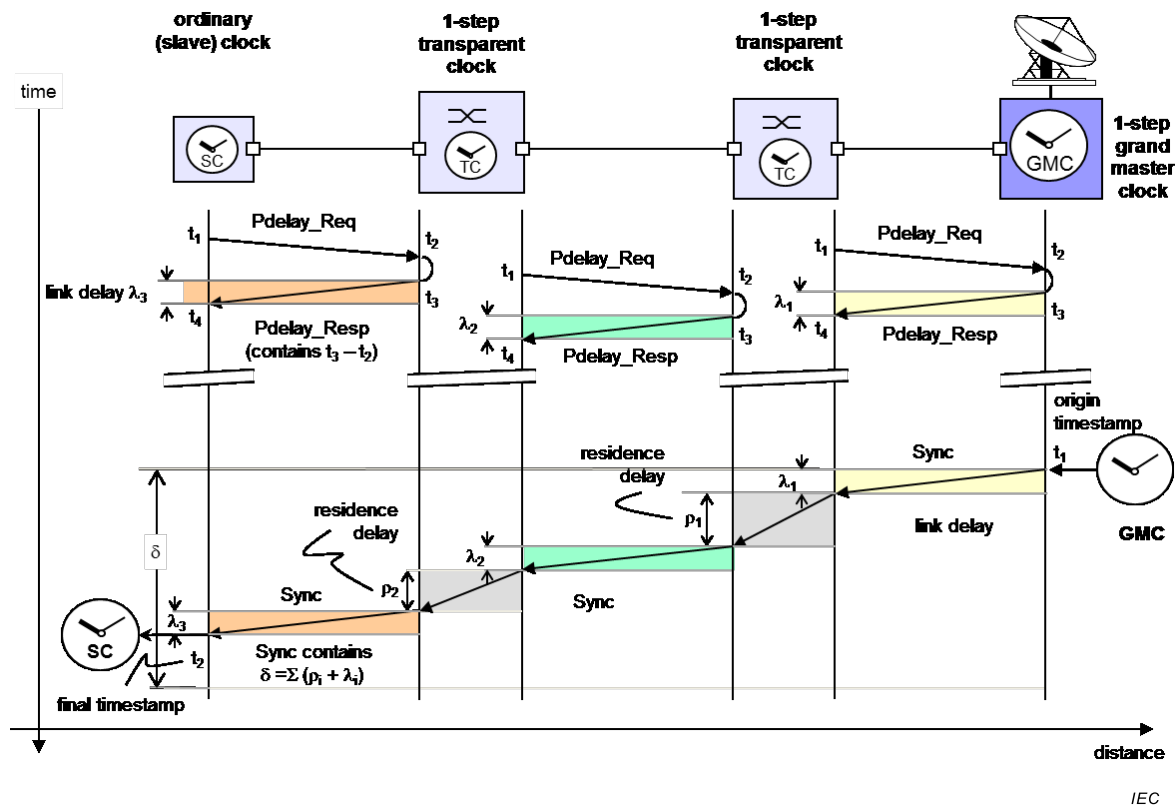 ordinary
(slave) clock
1-step
transparent
clock
1-step
transparent
clock
time
SC
TC
TC
GMC
1-step
grand
master
clock
t1
Pdelay_Req
t2
t1
Pdelay_Req
t2
t1
Pdelay_Req
t2
link delay λ3
t3
t4
Pdelay_Resp
(contains t3 – t2)
λ2
t3
t4
Pdelay_Resp
λ1
t3
t4
Pdelay_Resp
origin
timestamp
residence
delay
Sync
t1
λ1
ρ1
link delay
GMC
residence
delay
δ
λ2
ρ2
Sync
Sync
λ3
SC
t2
Sync contains
δ =Σ (ρi + λi)
final timestamp
distance
IEC